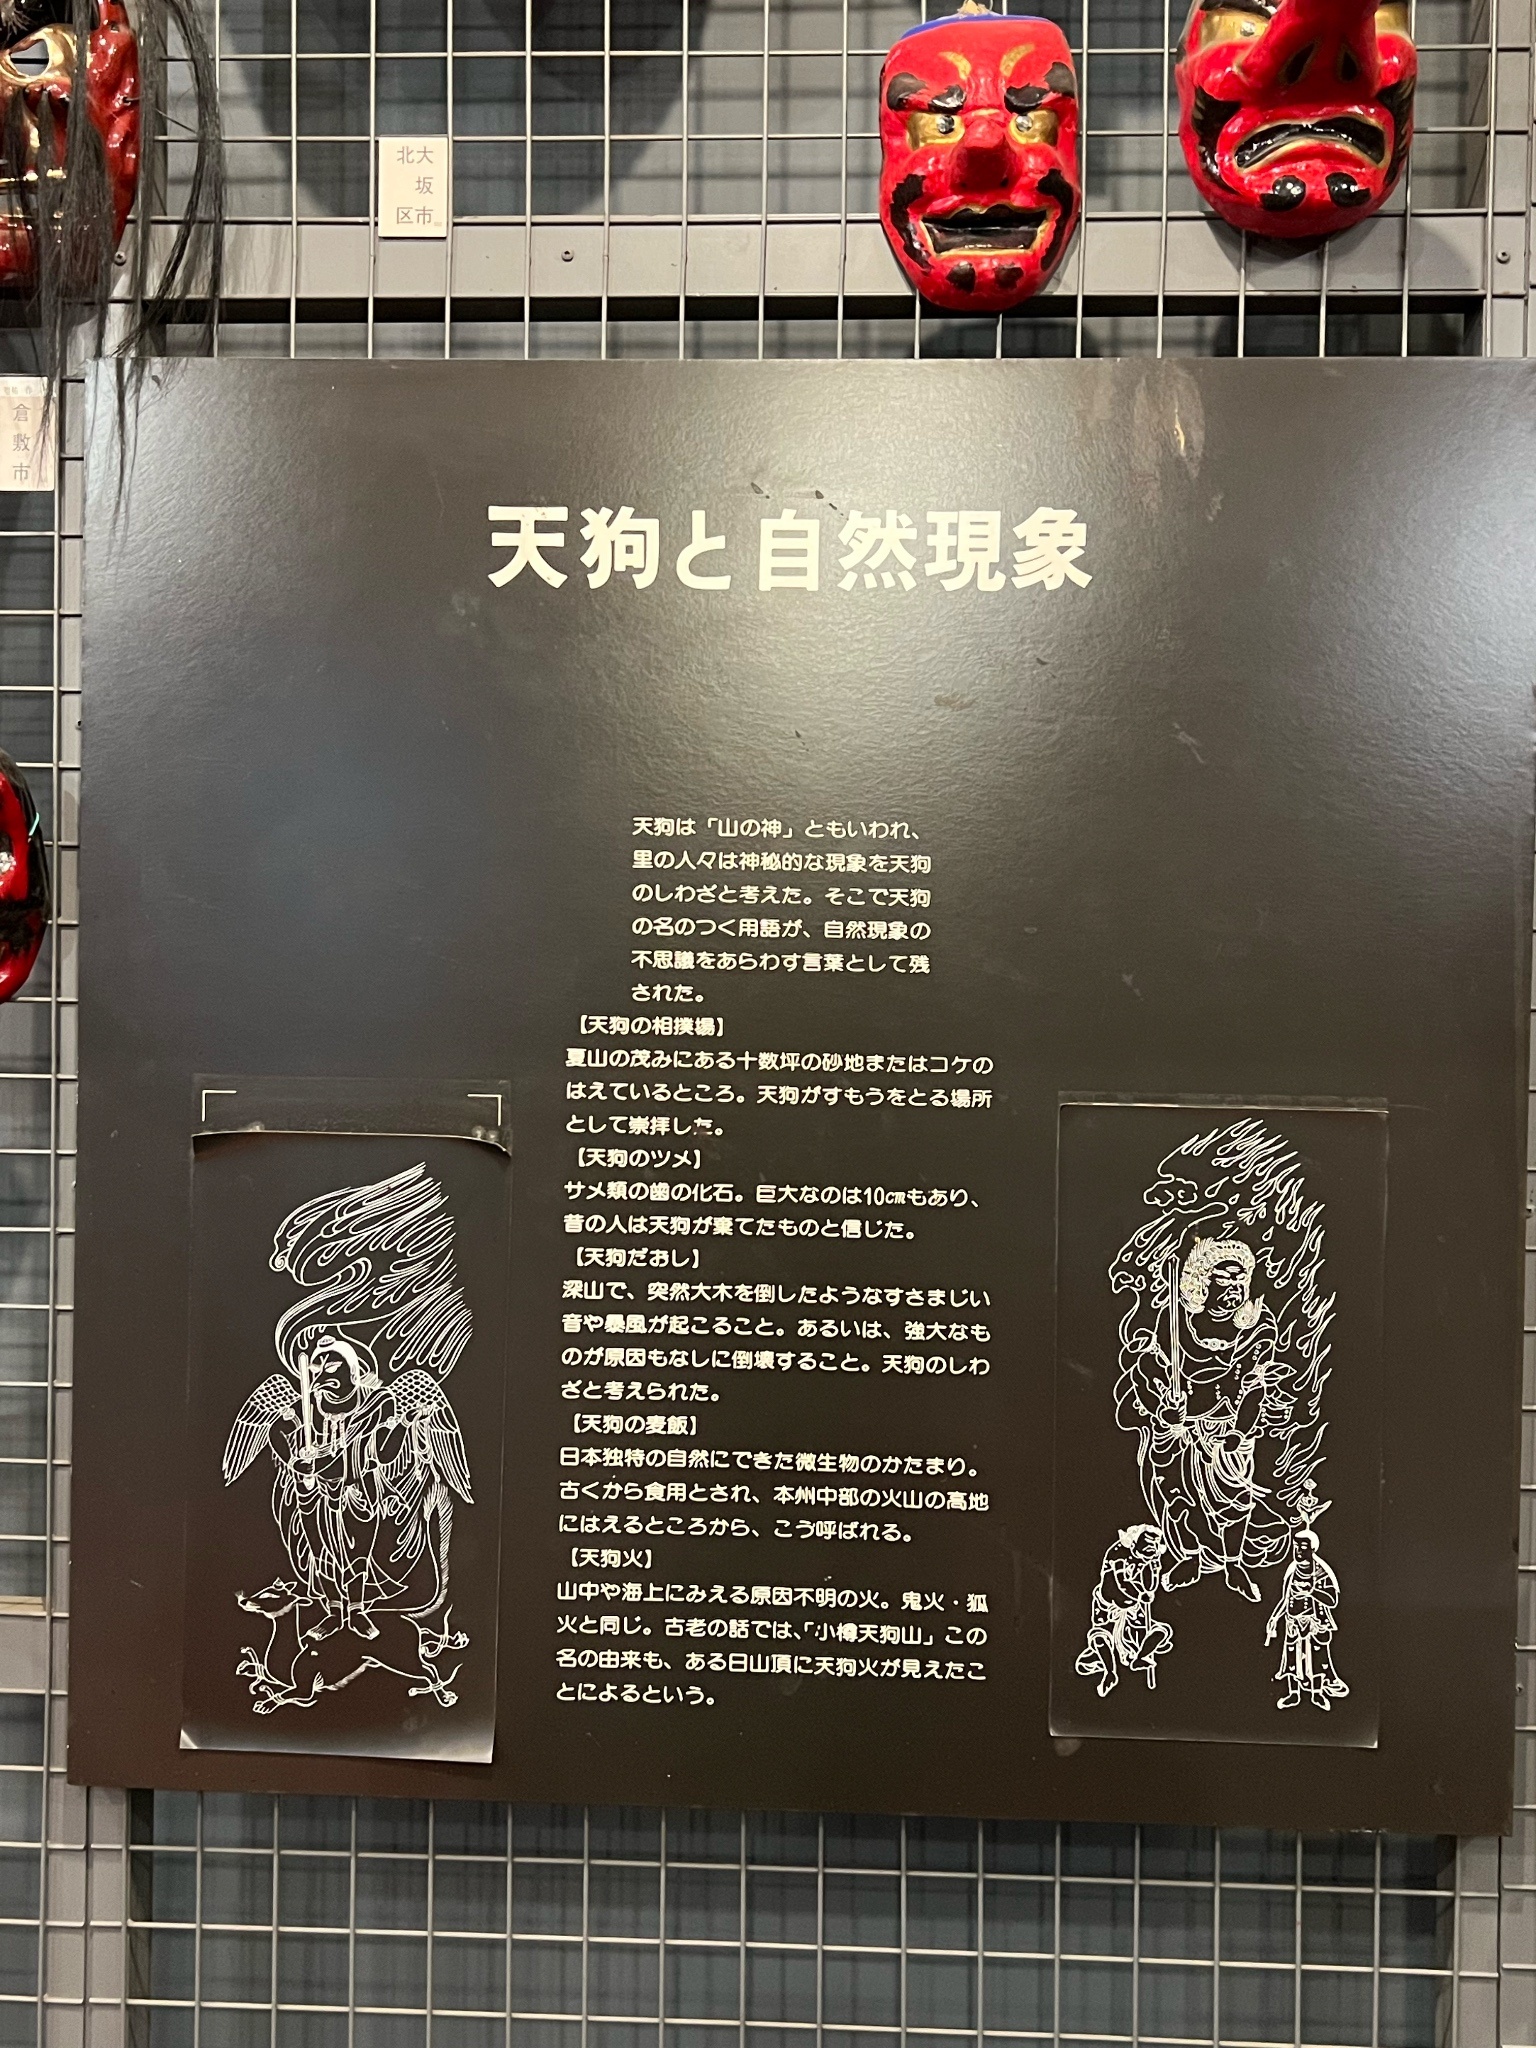 北大
坂
区市
倉
敷
市
天狗と自然現象
天狗は「山の神」ともいわれ、
里の人々は神秘的な現象を天狗
のしわざと考えた。そこで天狗
の名のつく用語が、自然現象の
不思議をあらわす言葉として残
された。
【天狗の相撲場】
夏山の茂みにある十数坪の砂地またはコケの
はえているところ。天狗がすもうをとる場所
として崇拝した。
【天狗のツメ】
サメ類の歯の化石。巨大なのは10㎝もあり、
昔の人は天狗が棄てたものと信じた。
【天狗だおし】
深山で、突然大木を倒したようなすさまじい
音や暴風が起こること。あるいは、強大なも
のが原因もなしに倒壊すること。天狗のしわ
ざと考えられた。
【天狗の麦飯】
日本独特の自然にできた微生物のかたまり。
古くから食用とされ、本州中部の火山の高地
にはえるところから、こう呼ばれる。
【天狗火】
山中や海上にみえる原因不明の火。鬼火・狐
火と同じ。古老の話では、「小樽天狗山」この
名の由来も、ある日山頂に天狗火が見えたこ
とによるという。